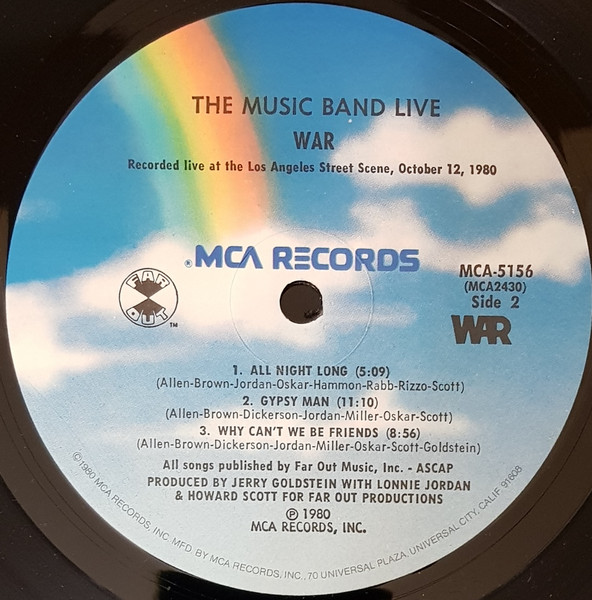 THE MUSIC BAND LIVE
WAR
Recorded live at the Los Angeles Street Scene, October 12, 1980
®MCA RECORDS
FAR
OUT
TM
MCA-5156
(MCA2430)
Side 2
WAR
1. ALL NIGHT LONG (5:09)
(Allen-Brown-Jordan-Oskar-Hammon-Rabb-Rizzo-Scott)
2. GYPSY MAN (11:10)
(Allen-Brown-Dickerson-Jordan-Miller-Oskar-Scott)
3. WHY CAN'T WE BE FRIENDS (8:56)
(Allen-Brown-Dickerson-Jordan-Miller-Oskar-Scott-Goldstein)
All songs published by Far Out Music, Inc. - ASCAP
PRODUCED BY JERRY GOLDSTEIN WITH LONNIE JORDAN
& HOWARD SCOTT FOR FAR OUT PRODUCTIONS
℗ 1980
MCA RECORDS, INC.
©1980 MCA RECORDS, INC. MFD. BY MCA RECORDS, INC., 70 UNIVERSAL PLAZA, UNIVERSAL CITY, CALIF. 91608